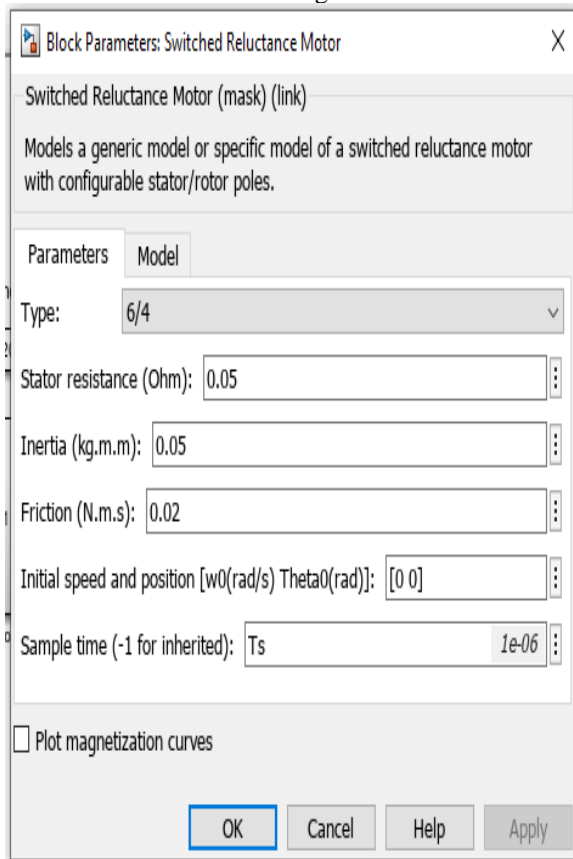 Block Parameters: Switched Reluctance Motor X
Switched Reluctance Motor (mask) (link)
Models a generic model or specific model of a switched reluctance motor
with configurable stator/rotor poles.
Parameters Model
Type: 6/4
Stator resistance (Ohm): 0.05
Inertia (kg.m.m): 0.05
Friction (N.m.s): 0.02
Initial speed and position [w0(rad/s) Theta0(rad)]: [0 0]
Sample time (-1 for inherited): Ts 1e-06
Plot magnetization curves
OK Cancel Help Apply